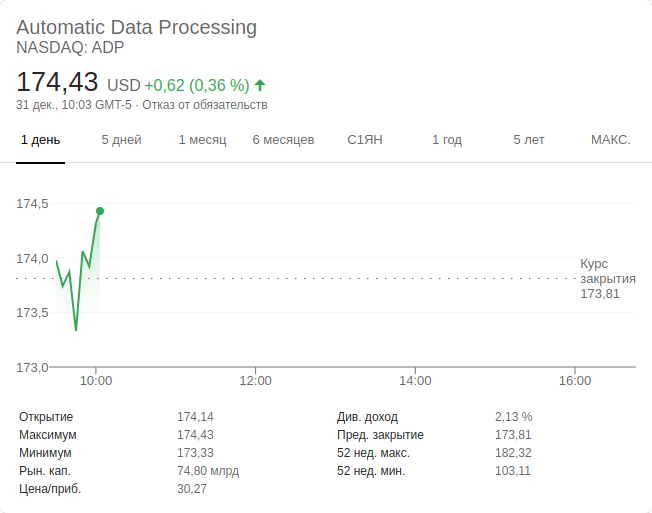 Automatic Data Processing
NASDAQ: ADP
174,43 USD +0,62 (0,36 %)
31 дек., 10:03 GMT-5 · Отказ от обязательств
1 день 5 дней 1 месяц 6 месяцев С1ЯН 1 год 5 лет МАКС.
174,5
174,0
173,5
173,0
Курс
закрытия
173,81
10:00 12:00 14:00 16:00
Открытие 174,14 Див. доход 2,13 %
Максимум 174,43 Пред. закрытие 173,81
Минимум 173,33 52 нед. макс. 182,32
Рын. кап. 74,80 млрд 52 нед. мин. 103,11
Цена/приб. 30,27